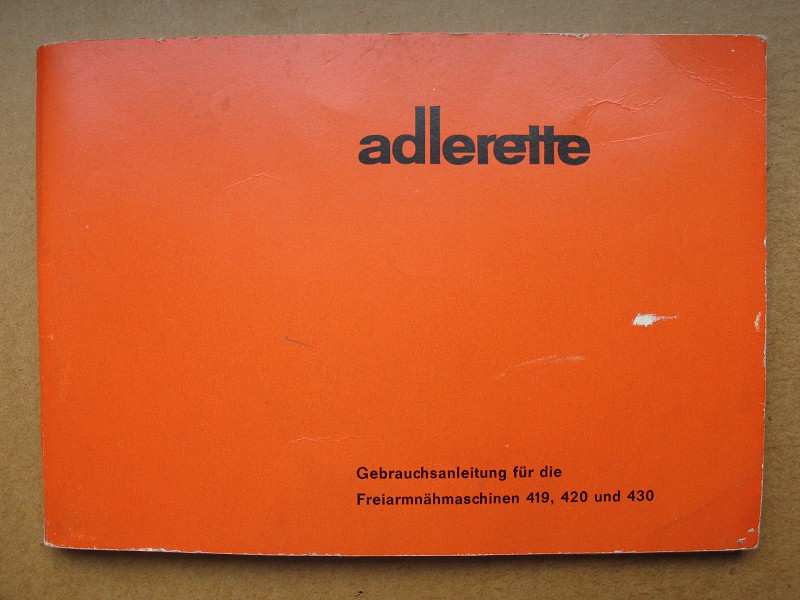 adlerette
Gebrauchsanleitung für die
Freiarmnähmaschinen 419, 420 und 430